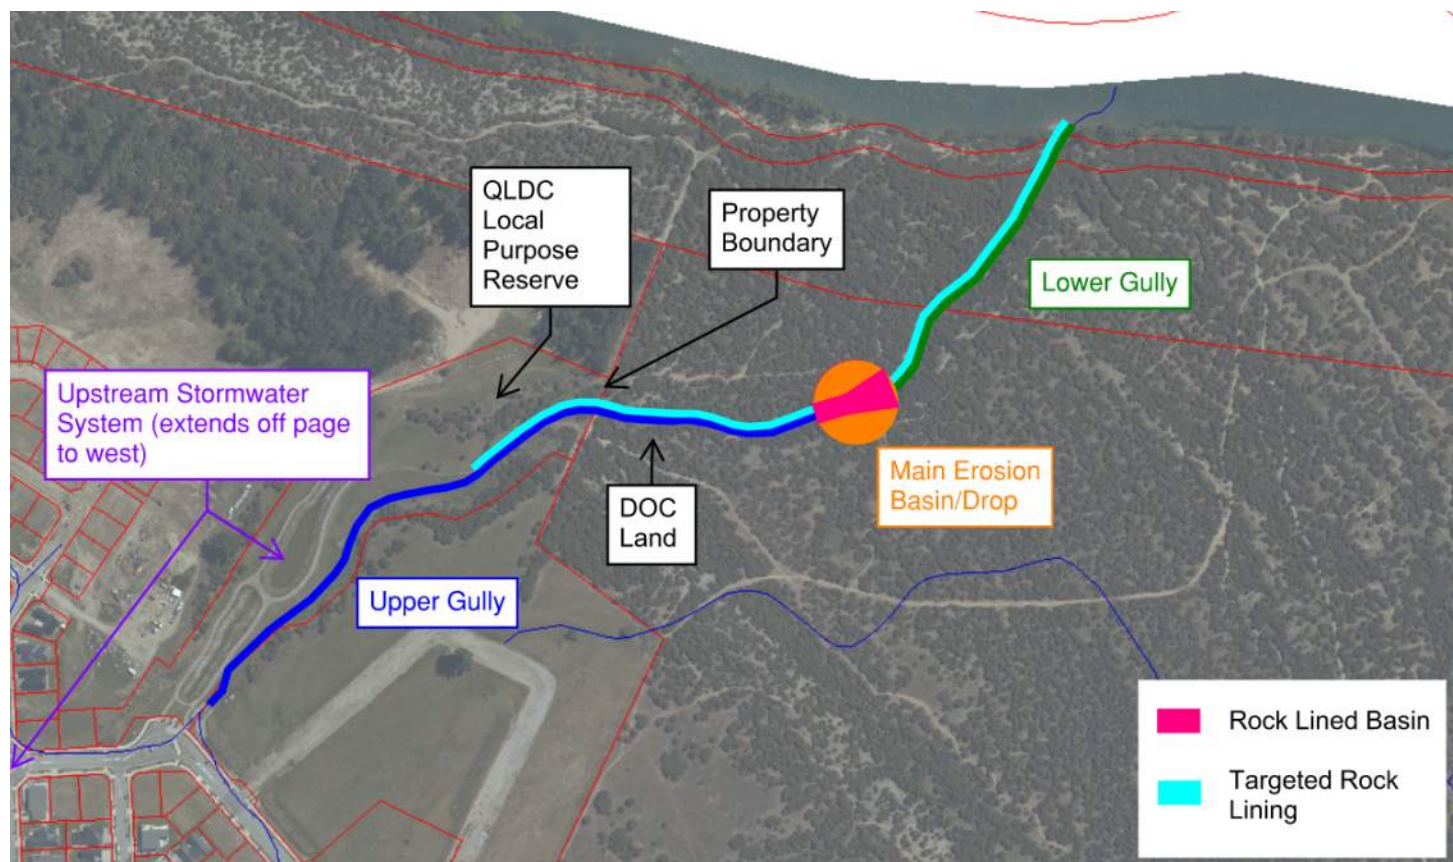 QLDC
Local
Purpose
Reserve
Property
Boundary
Lower Gully
Upstream Stormwater
System (extends off page
to west)
Main Erosion
Basin/Drop
DOC
Land
Upper Gully
Rock Lined Basin
Targeted Rock
Lining